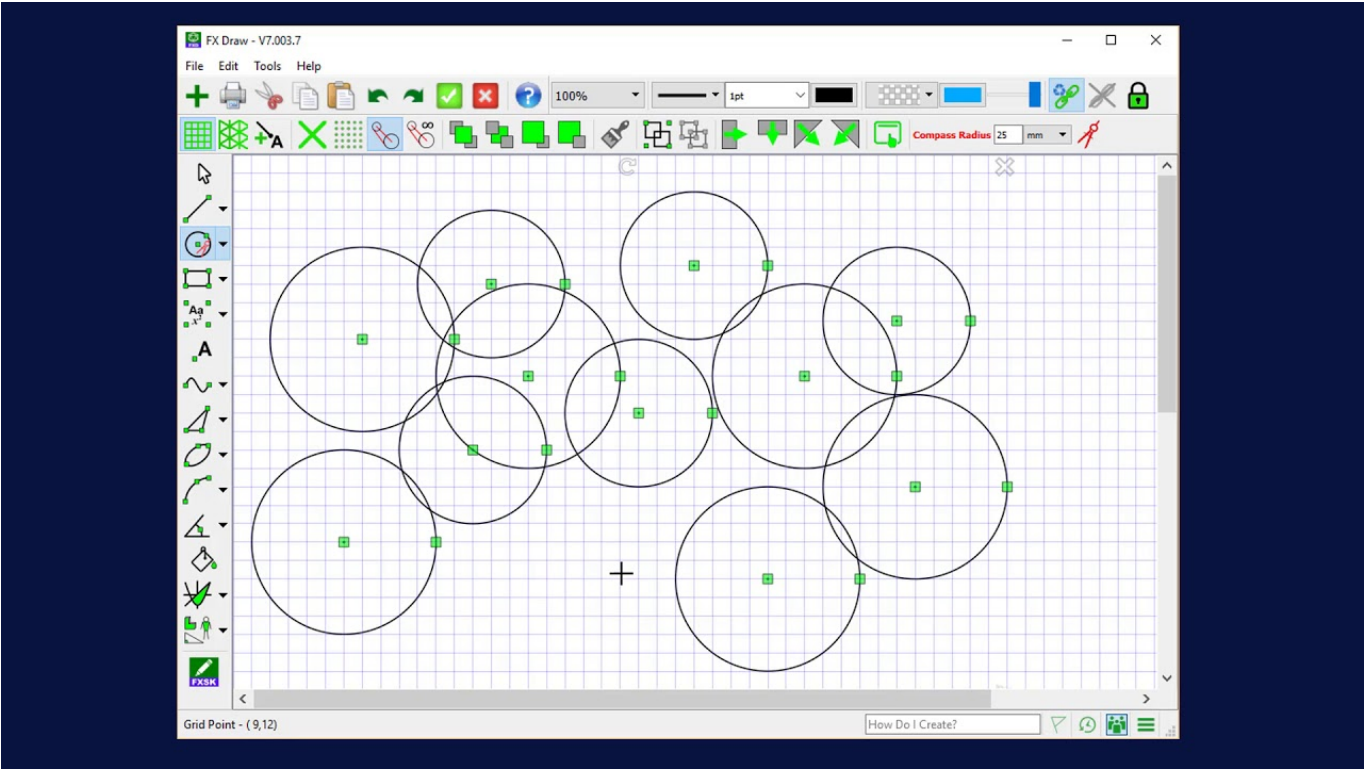 FX Draw - V7.003.7
File Edit Tools Help
100% 1pt
Compass Radius 25 mm
Aa
x²
A
FXSK
Grid Point - ( 9,12) How Do I Create?